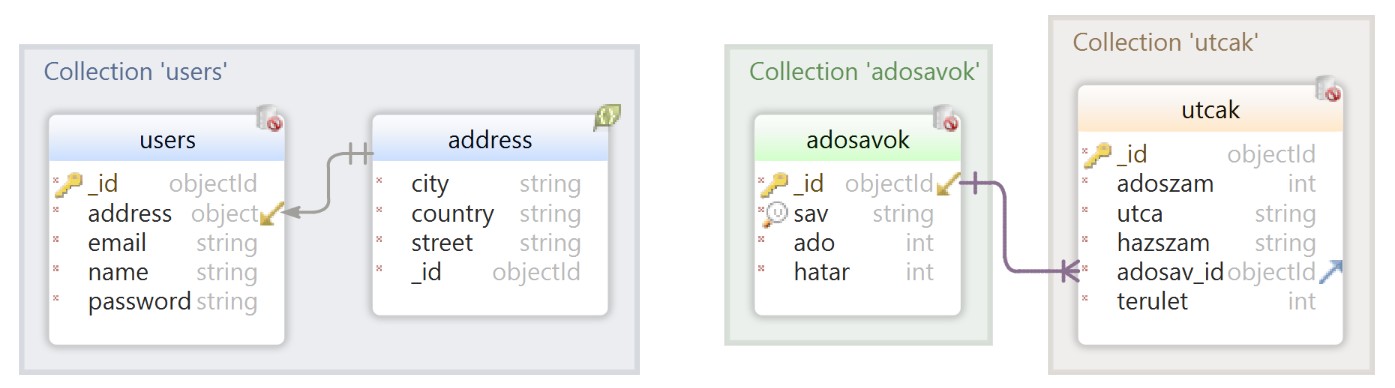 Collection 'users'
users
* _id objectId
* address object
* email string
* name string
* password string
address
* city string
* country string
* street string
* _id objectId
Collection 'adosavok'
adosavok
* _id objectId
* sav string
* ado int
* hatar int
Collection 'utcak'
utcak
* _id objectId
* adoszam int
* utca string
* hazszam string
* adosav_id objectId
* terulet int